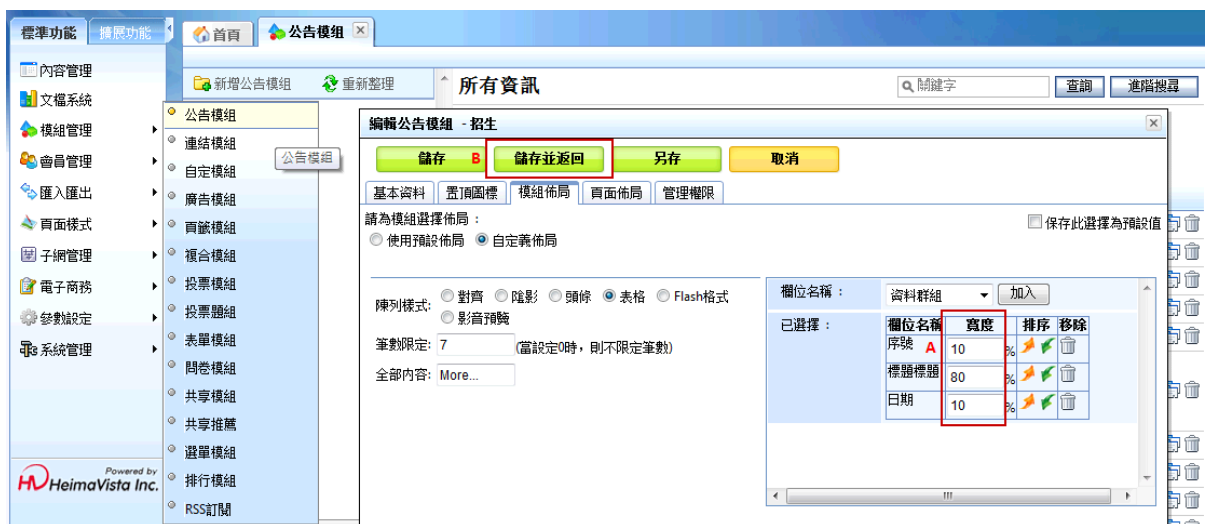 標準功能 擴展功能 首頁 公告模組
內容管理
文檔系統
模組管理
會員管理
匯入匯出
頁面樣式
子網管理
電子商務
參數設定
系統管理
Powered by
HeimaVista Inc.
新增公告模組 重新整理
所有資訊 關鍵字 查詢 進階搜尋
公告模組
連結模組
公告模組
自定模組
廣告模組
頁籤模組
複合模組
投票模組
投票題組
表單模組
問卷模組
共享模組
共享推薦
選單模組
排行模組
RSS訂閱
編輯公告模組 - 招生
儲存 B 儲存並返回 另存 取消
基本資料 置頂圖標 模組佈局 頁面佈局 管理權限
請為模組選擇佈局：
保存此選擇為預設值
使用預設佈局 自定義佈局
陳列樣式: 對齊 陰影 頭條 表格 Flash格式
影音預覽
筆數限定: 7 (當設定0時，則不限定筆數)
全部內容: More...
欄位名稱： 資料群組 加入
已選擇： 欄位名稱 寬度 排序 移除
序號 A 10 %
標題標題 80 %
日期 10 %